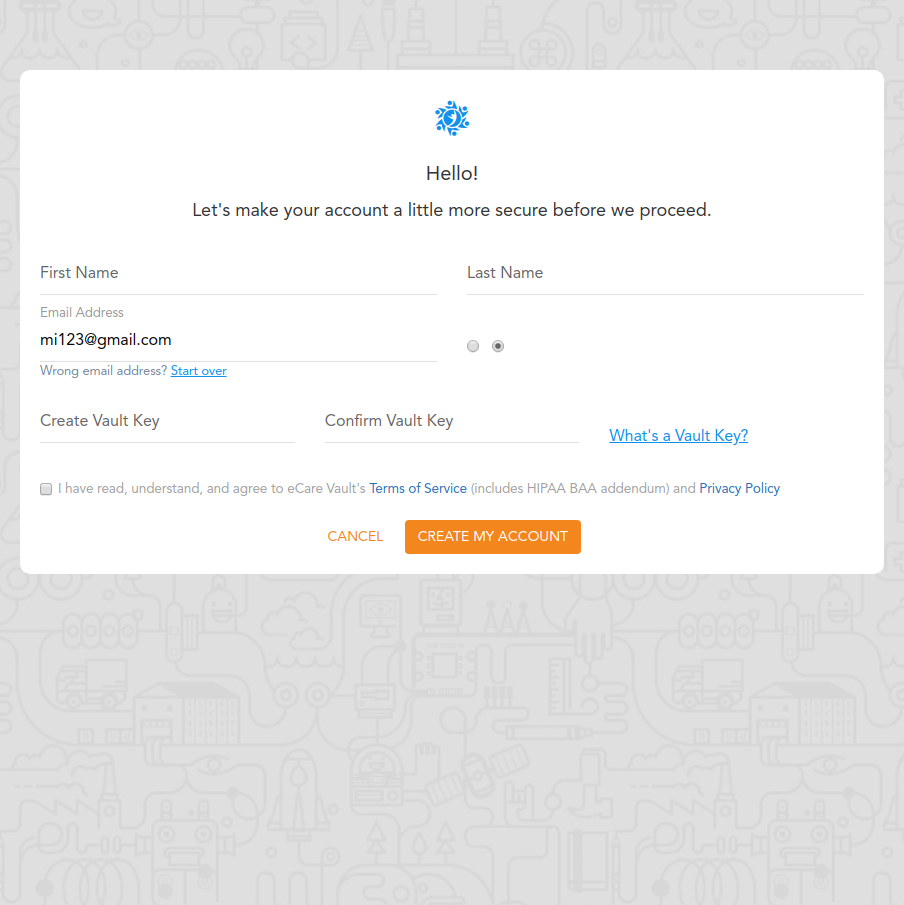 Hello!
Let's make your account a little more secure before we proceed.
First Name
Last Name
Email Address
mi123@gmail.com
Wrong email address? Start over
Create Vault Key
Confirm Vault Key
What's a Vault Key?
I have read, understand, and agree to eCare Vault's Terms of Service (includes HIPAA BAA addendum) and Privacy Policy
CANCEL
CREATE MY ACCOUNT